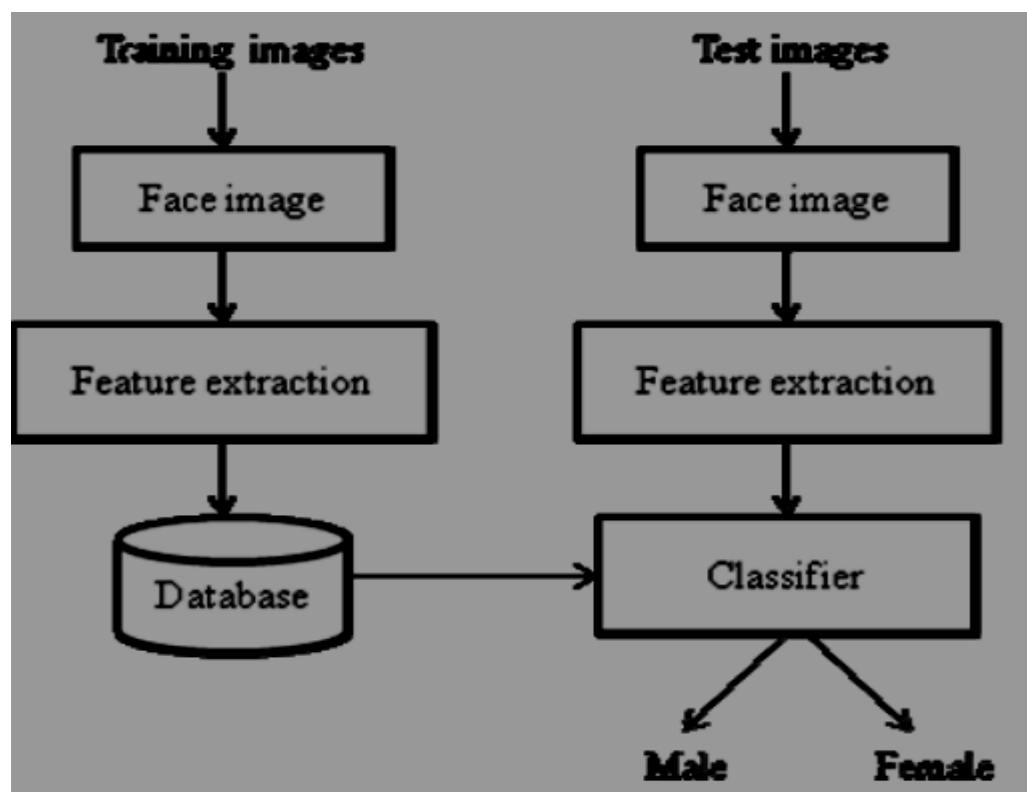 Training images
Test images
Face image
Face image
Feature extraction
Feature extraction
Database
Classifier
Male
Female